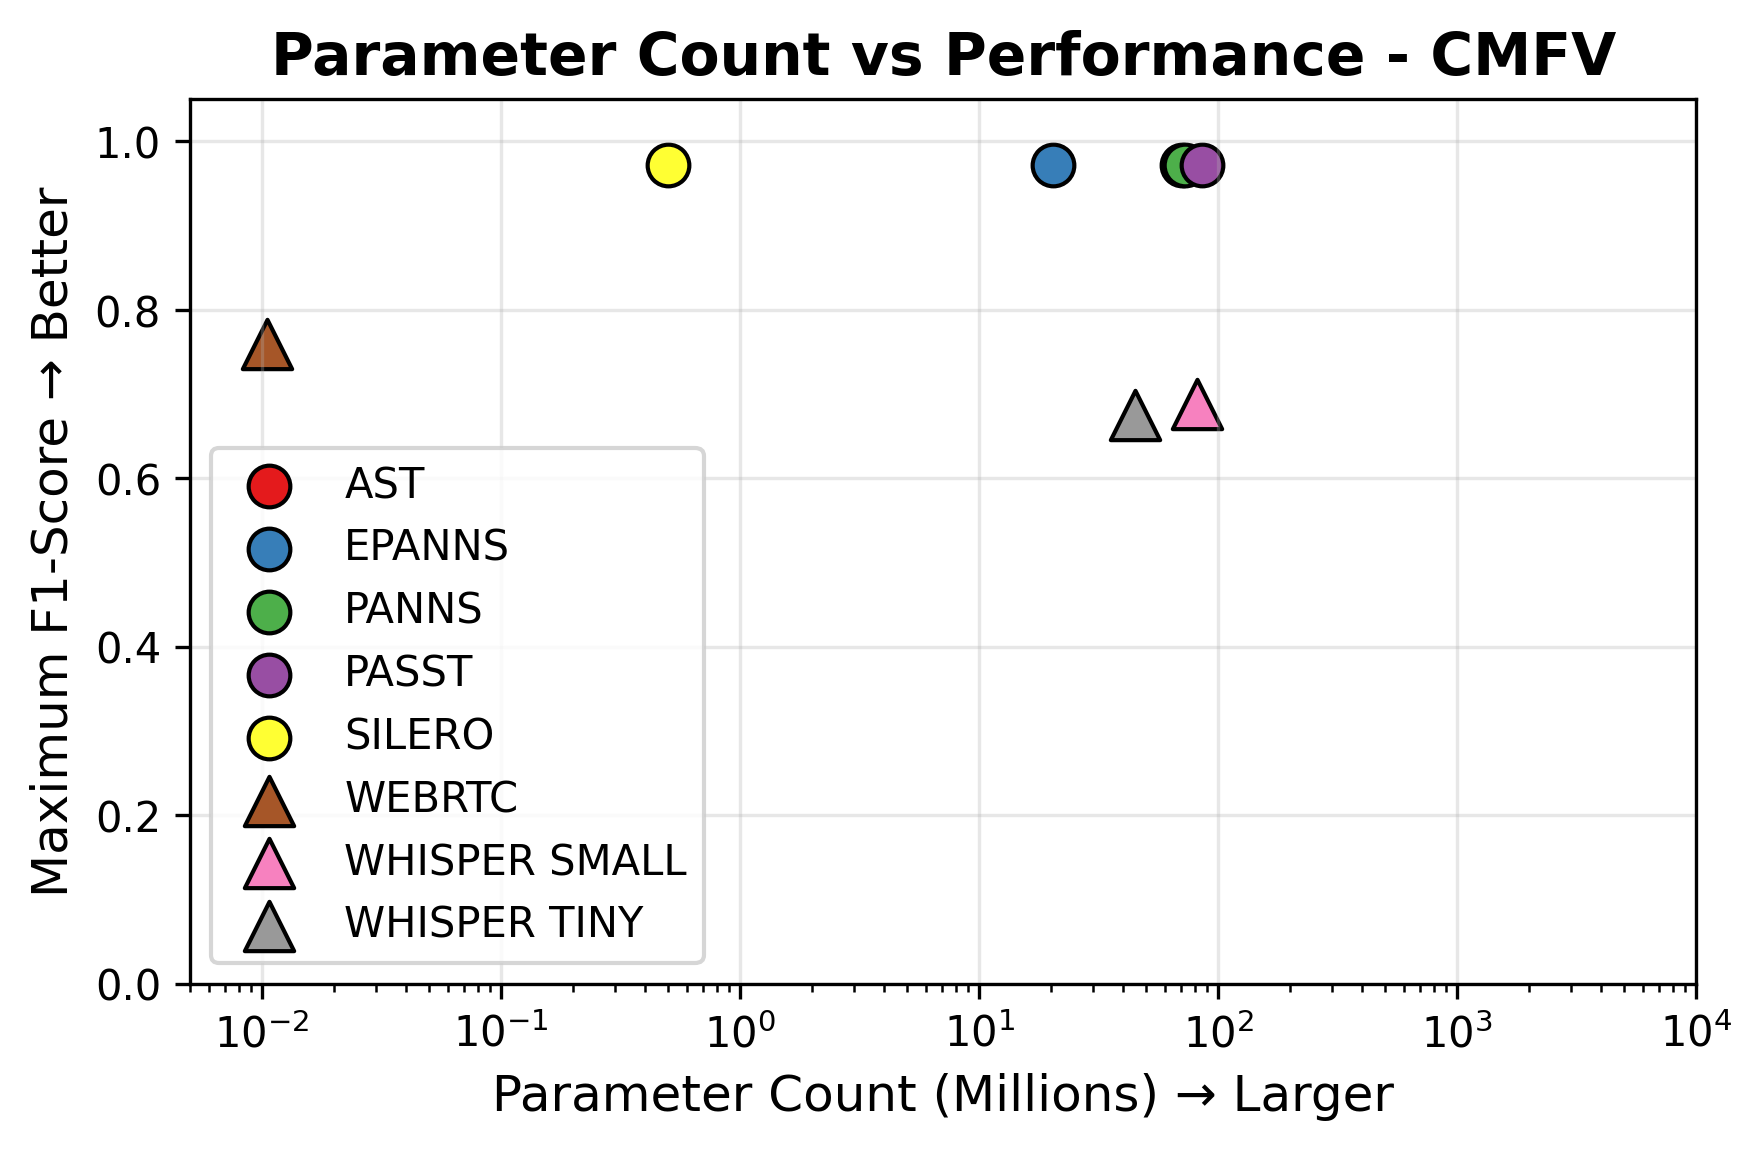 Parameter Count vs Performance - CMFV
Maximum F1-Score → Better
1.0
0.8
0.6
0.4
0.2
0.0
AST
EPANNS
PANNS
PASST
SILERO
WEBRTC
WHISPER SMALL
WHISPER TINY
10⁻² 10⁻¹ 10⁰ 10¹ 10² 10³ 10⁴
Parameter Count (Millions) → Larger